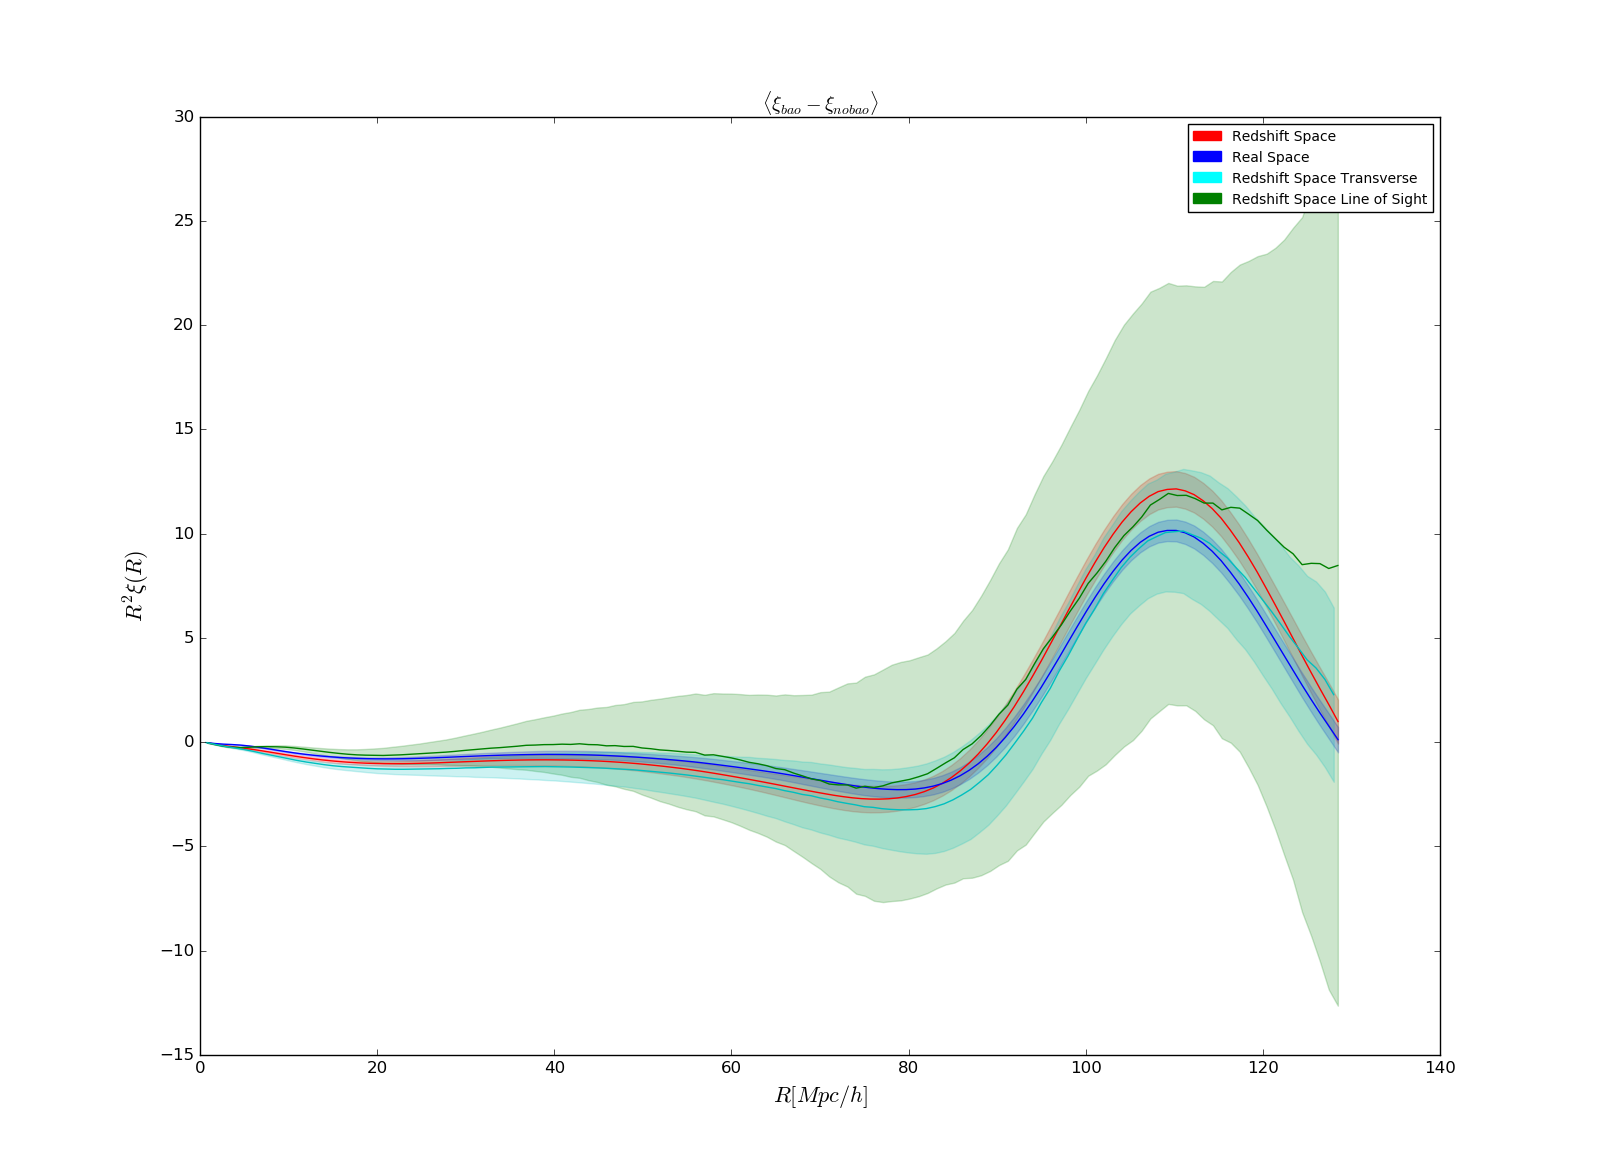 ⟨ξ_bao − ξ_nobao⟩
Redshift Space
Real Space
Redshift Space Transverse
Redshift Space Line of Sight
30
25
20
15
10
5
0
−5
−10
−15
R²ξ(R)
0 20 40 60 80 100 120 140
R[Mpc/h]